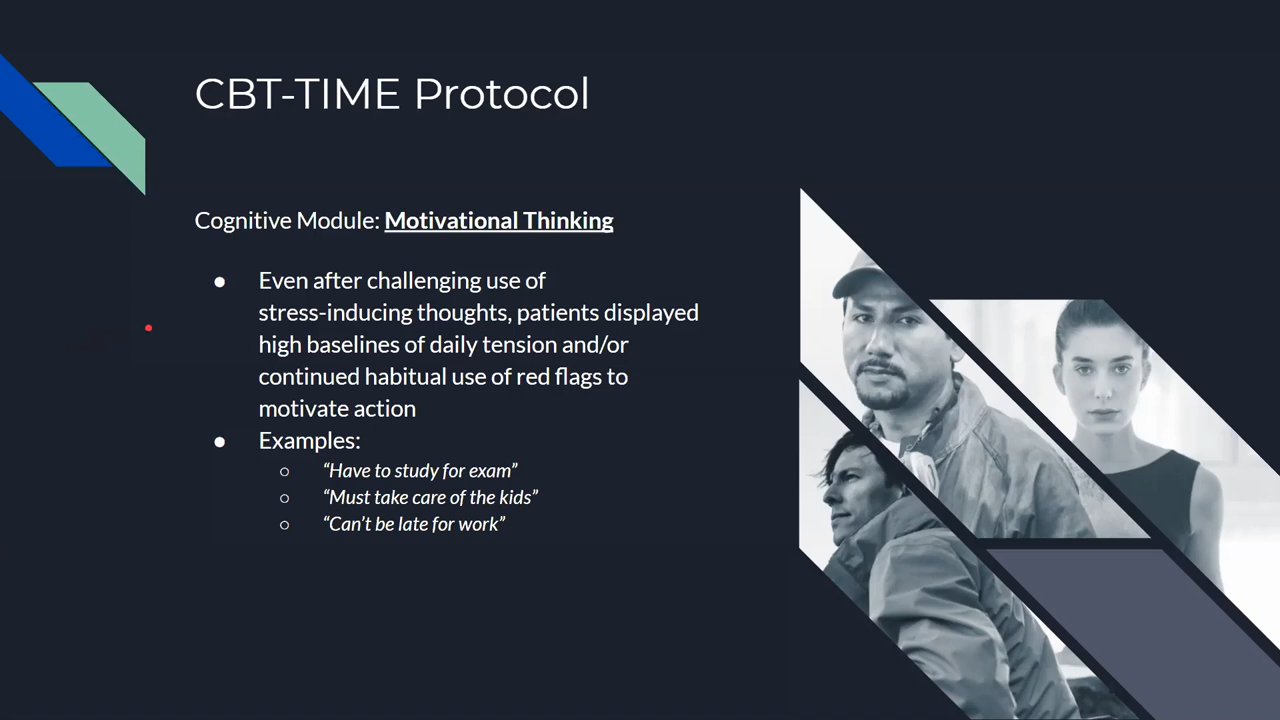 CBT-TIME Protocol
Cognitive Module: Motivational Thinking
● Even after challenging use of
stress-inducing thoughts, patients displayed
high baselines of daily tension and/or
continued habitual use of red flags to
motivate action
● Examples:
○ “Have to study for exam”
○ “Must take care of the kids”
○ “Can’t be late for work”